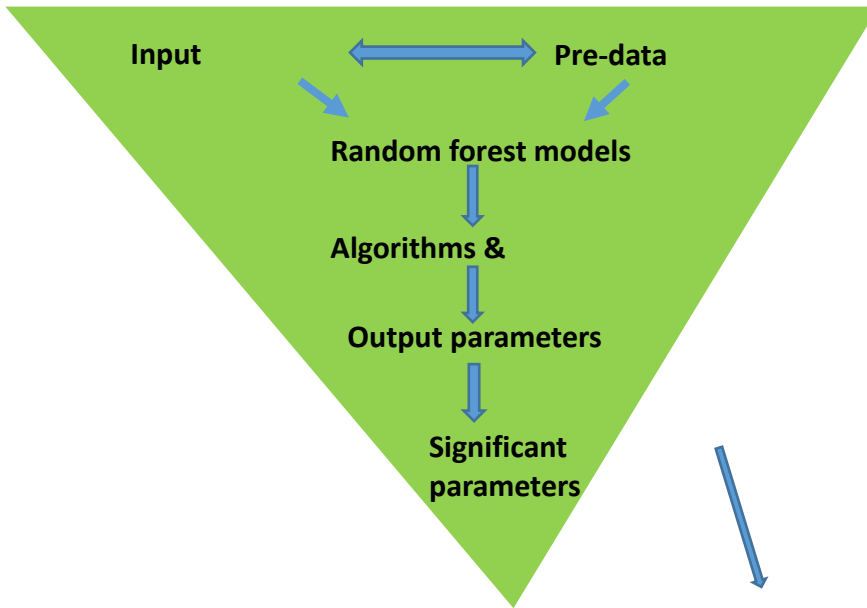 Input
Pre-data
Random forest models
Algorithms &
Output parameters
Significant
parameters